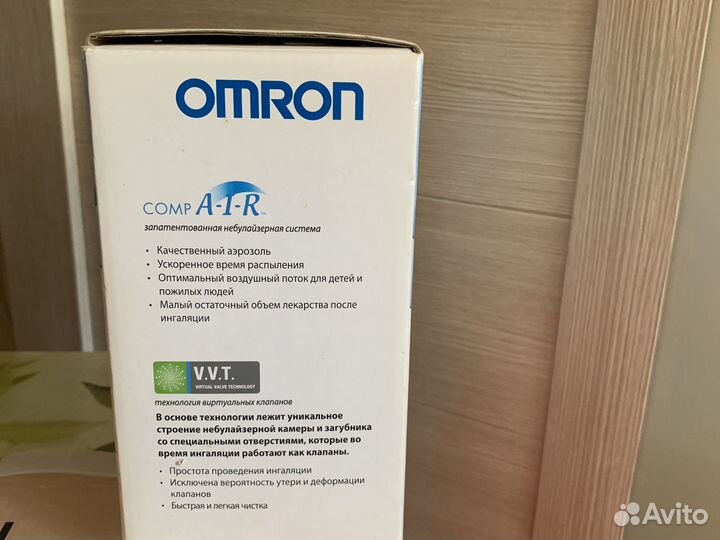 OMRON
COMP A-I-R™
запатентованная небулайзерная система
• Качественный аэрозоль
• Ускоренное время распыления
• Оптимальный воздушный поток для детей и
пожилых людей
• Малый остаточный объем лекарства после
ингаляции
V.V.T.
VIRTUAL VALVE TECHNOLOGY
технология виртуальных клапанов
В основе технологии лежит уникальное
строение небулайзерной камеры и загубника
со специальными отверстиями, которые во
время ингаляции работают как клапаны.
• Простота проведения ингаляции
• Исключена вероятность утери и деформации
клапанов
• Быстрая и легкая чистка
Avito